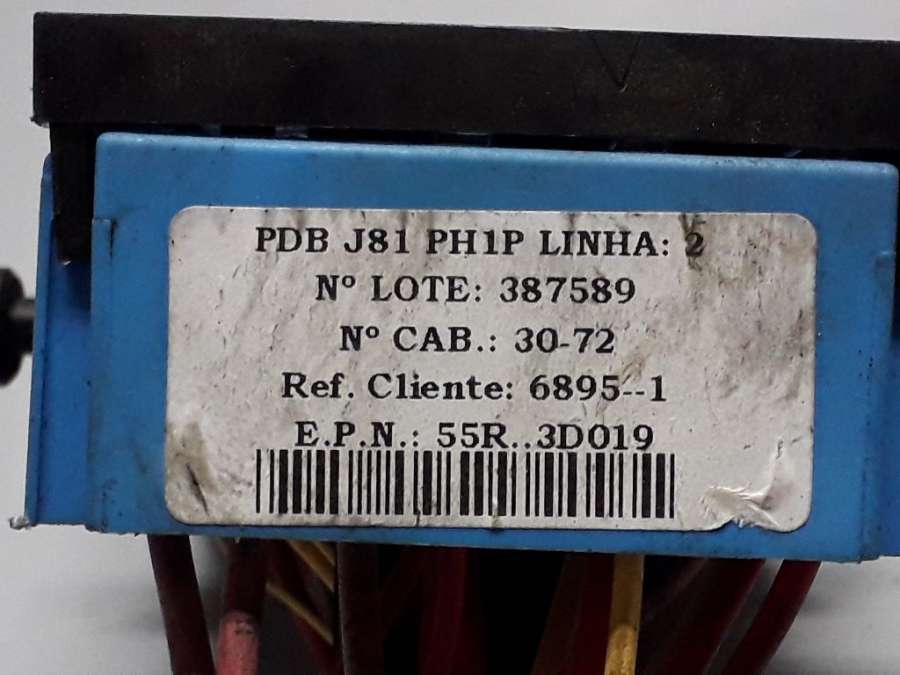 PDB J81 PH1P LINHA: 2
Nº LOTE: 387589
Nº CAB.: 30-72
Ref. Cliente: 6895--1
E.P.N.: 55R..3D019